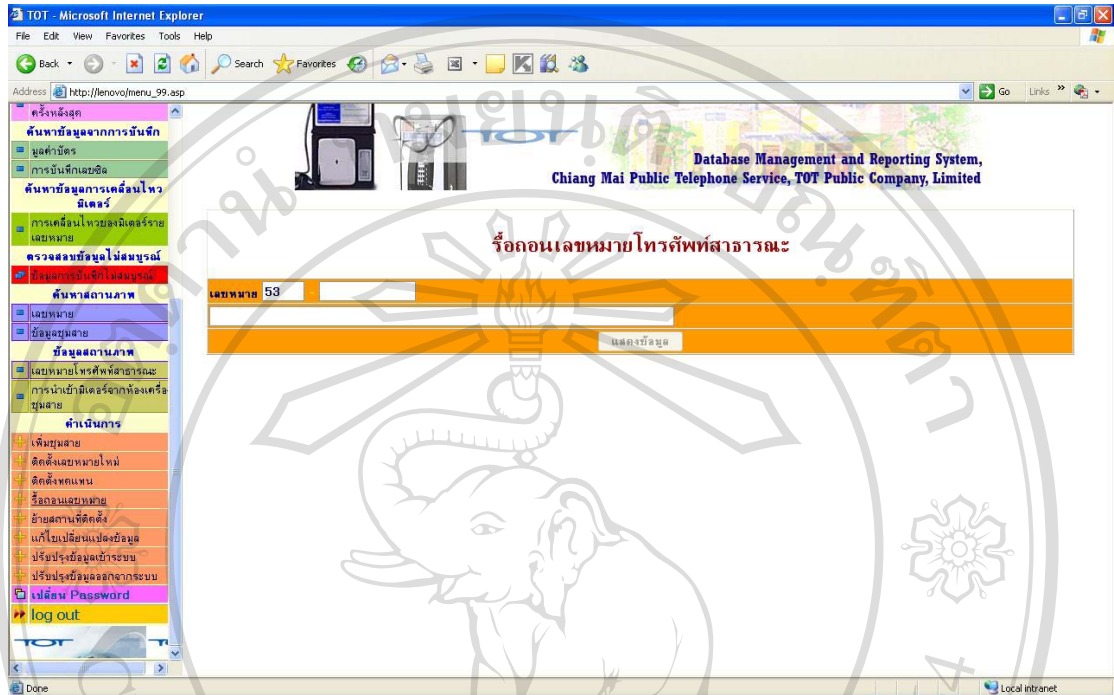 TOT - Microsoft Internet Explorer
File Edit View Favorites Tools Help
Back Search Favorites
Address http://lenovo/menu_99.asp Go Links
ครั้งหลังสุด
ค้นหาข้อมูลจากการบันทึก
มูลค่าบัตร
การบันทึกเลขซีล
ค้นหาข้อมูลการเคลื่อนไหว
มิเตอร์
การเคลื่อนไหวของมิเตอร์ราย
เลขหมาย
ตรวจสอบข้อมูลไม่สมบูรณ์
ข้อมูลการบันทึกไม่สมบูรณ์
ค้นหาสถานภาพ
เลขหมาย
ข้อมูลชุมสาย
ข้อมูลสถานภาพ
เลขหมายโทรศัพท์สาธารณะ
การนำเข้ามิเตอร์จากห้องเครื่อง
ชุมสาย
ดำเนินการ
เพิ่มชุมสาย
ติดตั้งเลขหมายใหม่
ติดตั้งทดแทน
รื้อถอนเลขหมาย
ย้ายสถานที่ติดตั้ง
แก้ไขเปลี่ยนแปลงข้อมูล
ปรับปรุงข้อมูลเข้าระบบ
ปรับปรุงข้อมูลออกจากระบบ
เปลี่ยน Password
log out
TOT
TOT
Database Management and Reporting System,
Chiang Mai Public Telephone Service, TOT Public Company, Limited
รื้อถอนเลขหมายโทรศัพท์สาธารณะ
เลขหมาย 53 -
แสดงข้อมูล
Done Local intranet